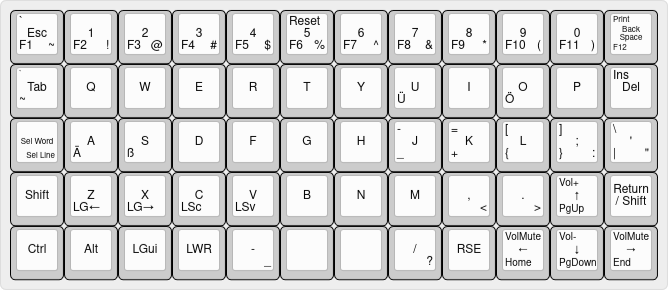 ` Reset Print
Esc 1 2 3 4 5 6 7 8 9 0 Back Space
F1 ~ F2 ! F3 @ F4 # F5 $ F6 % F7 ^ F8 & F9 * F10 ( F11 ) F12
` Ins
Tab Q W E R T Y U I O P Del
~ Ü Ö
- = [ ] \
Sel Word A S D F G H J K L ; '
Sel Line Ä ß _ + { } : | "
Vol+
Shift Z X C V B N M , . ↑ Return / Shift
LG← LG→ LSc LSv < > PgUp
VolMute Vol- VolMute
Ctrl Alt LGui LWR - / RSE ← ↓ →
_ ? Home PgDown End